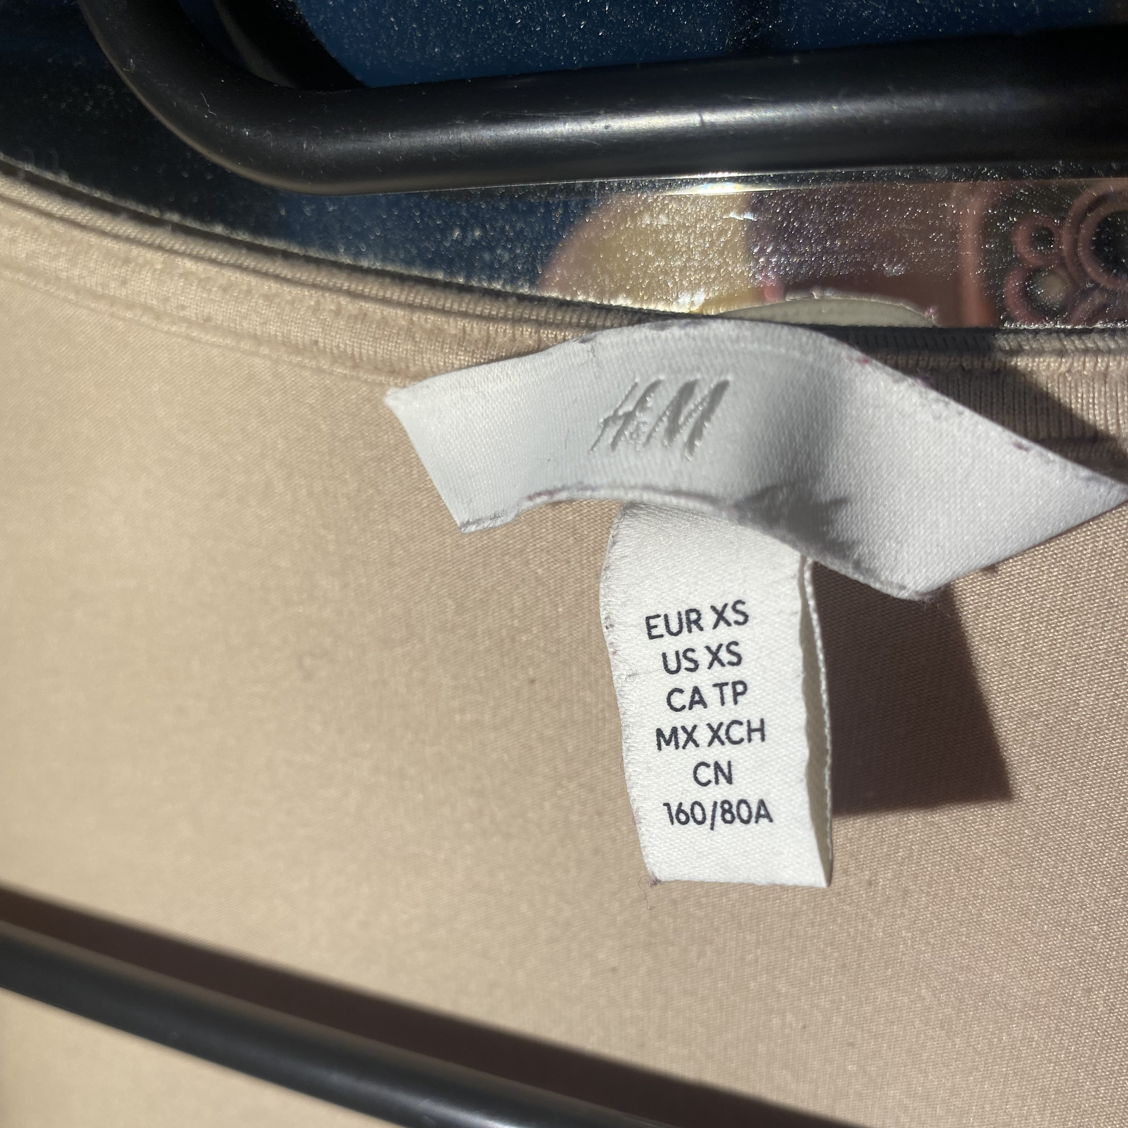 H&M
EUR XS
US XS
CA TP
MX XCH
CN
160/80A